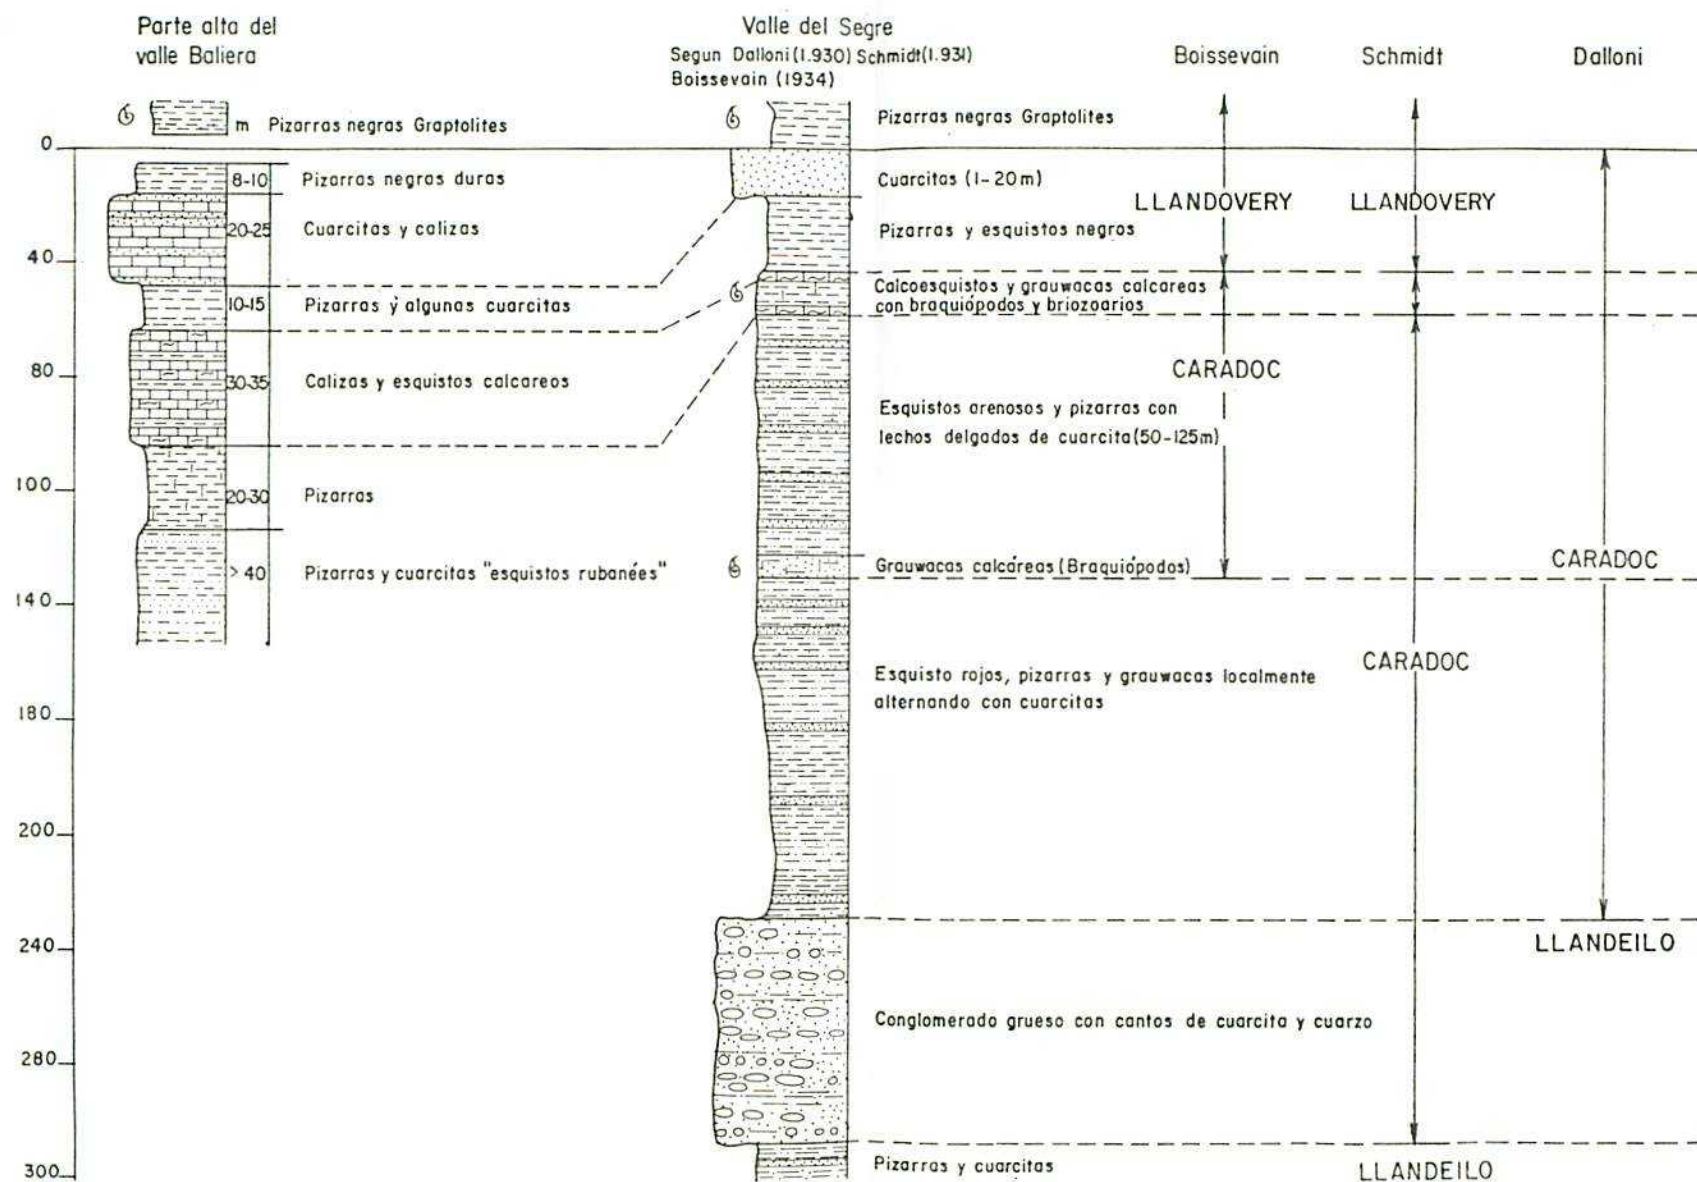 Parte alta del
valle Baliera
Valle del Segre
Segun Dalloni (1.930) Schmidt (1.931)
Boissevain (1934)
Boissevain
Schmidt
Dalloni
m Pizarras negras Graptolites
8-10 Pizarras negras duras
20-25 Cuarcitas y calizas
10-15 Pizarras y algunas cuarcitas
30-35 Calizas y esquistos calcareos
20-30 Pizarras
> 40 Pizarras y cuarcitas "esquistos rubanées"
0
40
80
100
140
180
200
240
280
300
Pizarras negras Graptolites
Cuarcitas (1-20m)
Pizarras y esquistos negros
Calcoesquistos y grauwacas calcareas
con braquiópodos y briozoarios
Esquistos arenosos y pizarras con
lechos delgados de cuarcita (50-125m)
Grauwacas calcáreas (Braquiópodos)
Esquisto rojos, pizarras y grauwacas localmente
alternando con cuarcitas
Conglomerado grueso con cantos de cuarcita y cuarzo
Pizarras y cuarcitas
LLANDOVERY
CARADOC
LLANDOVERY
CARADOC
LLANDEILO
CARADOC
LLANDEILO